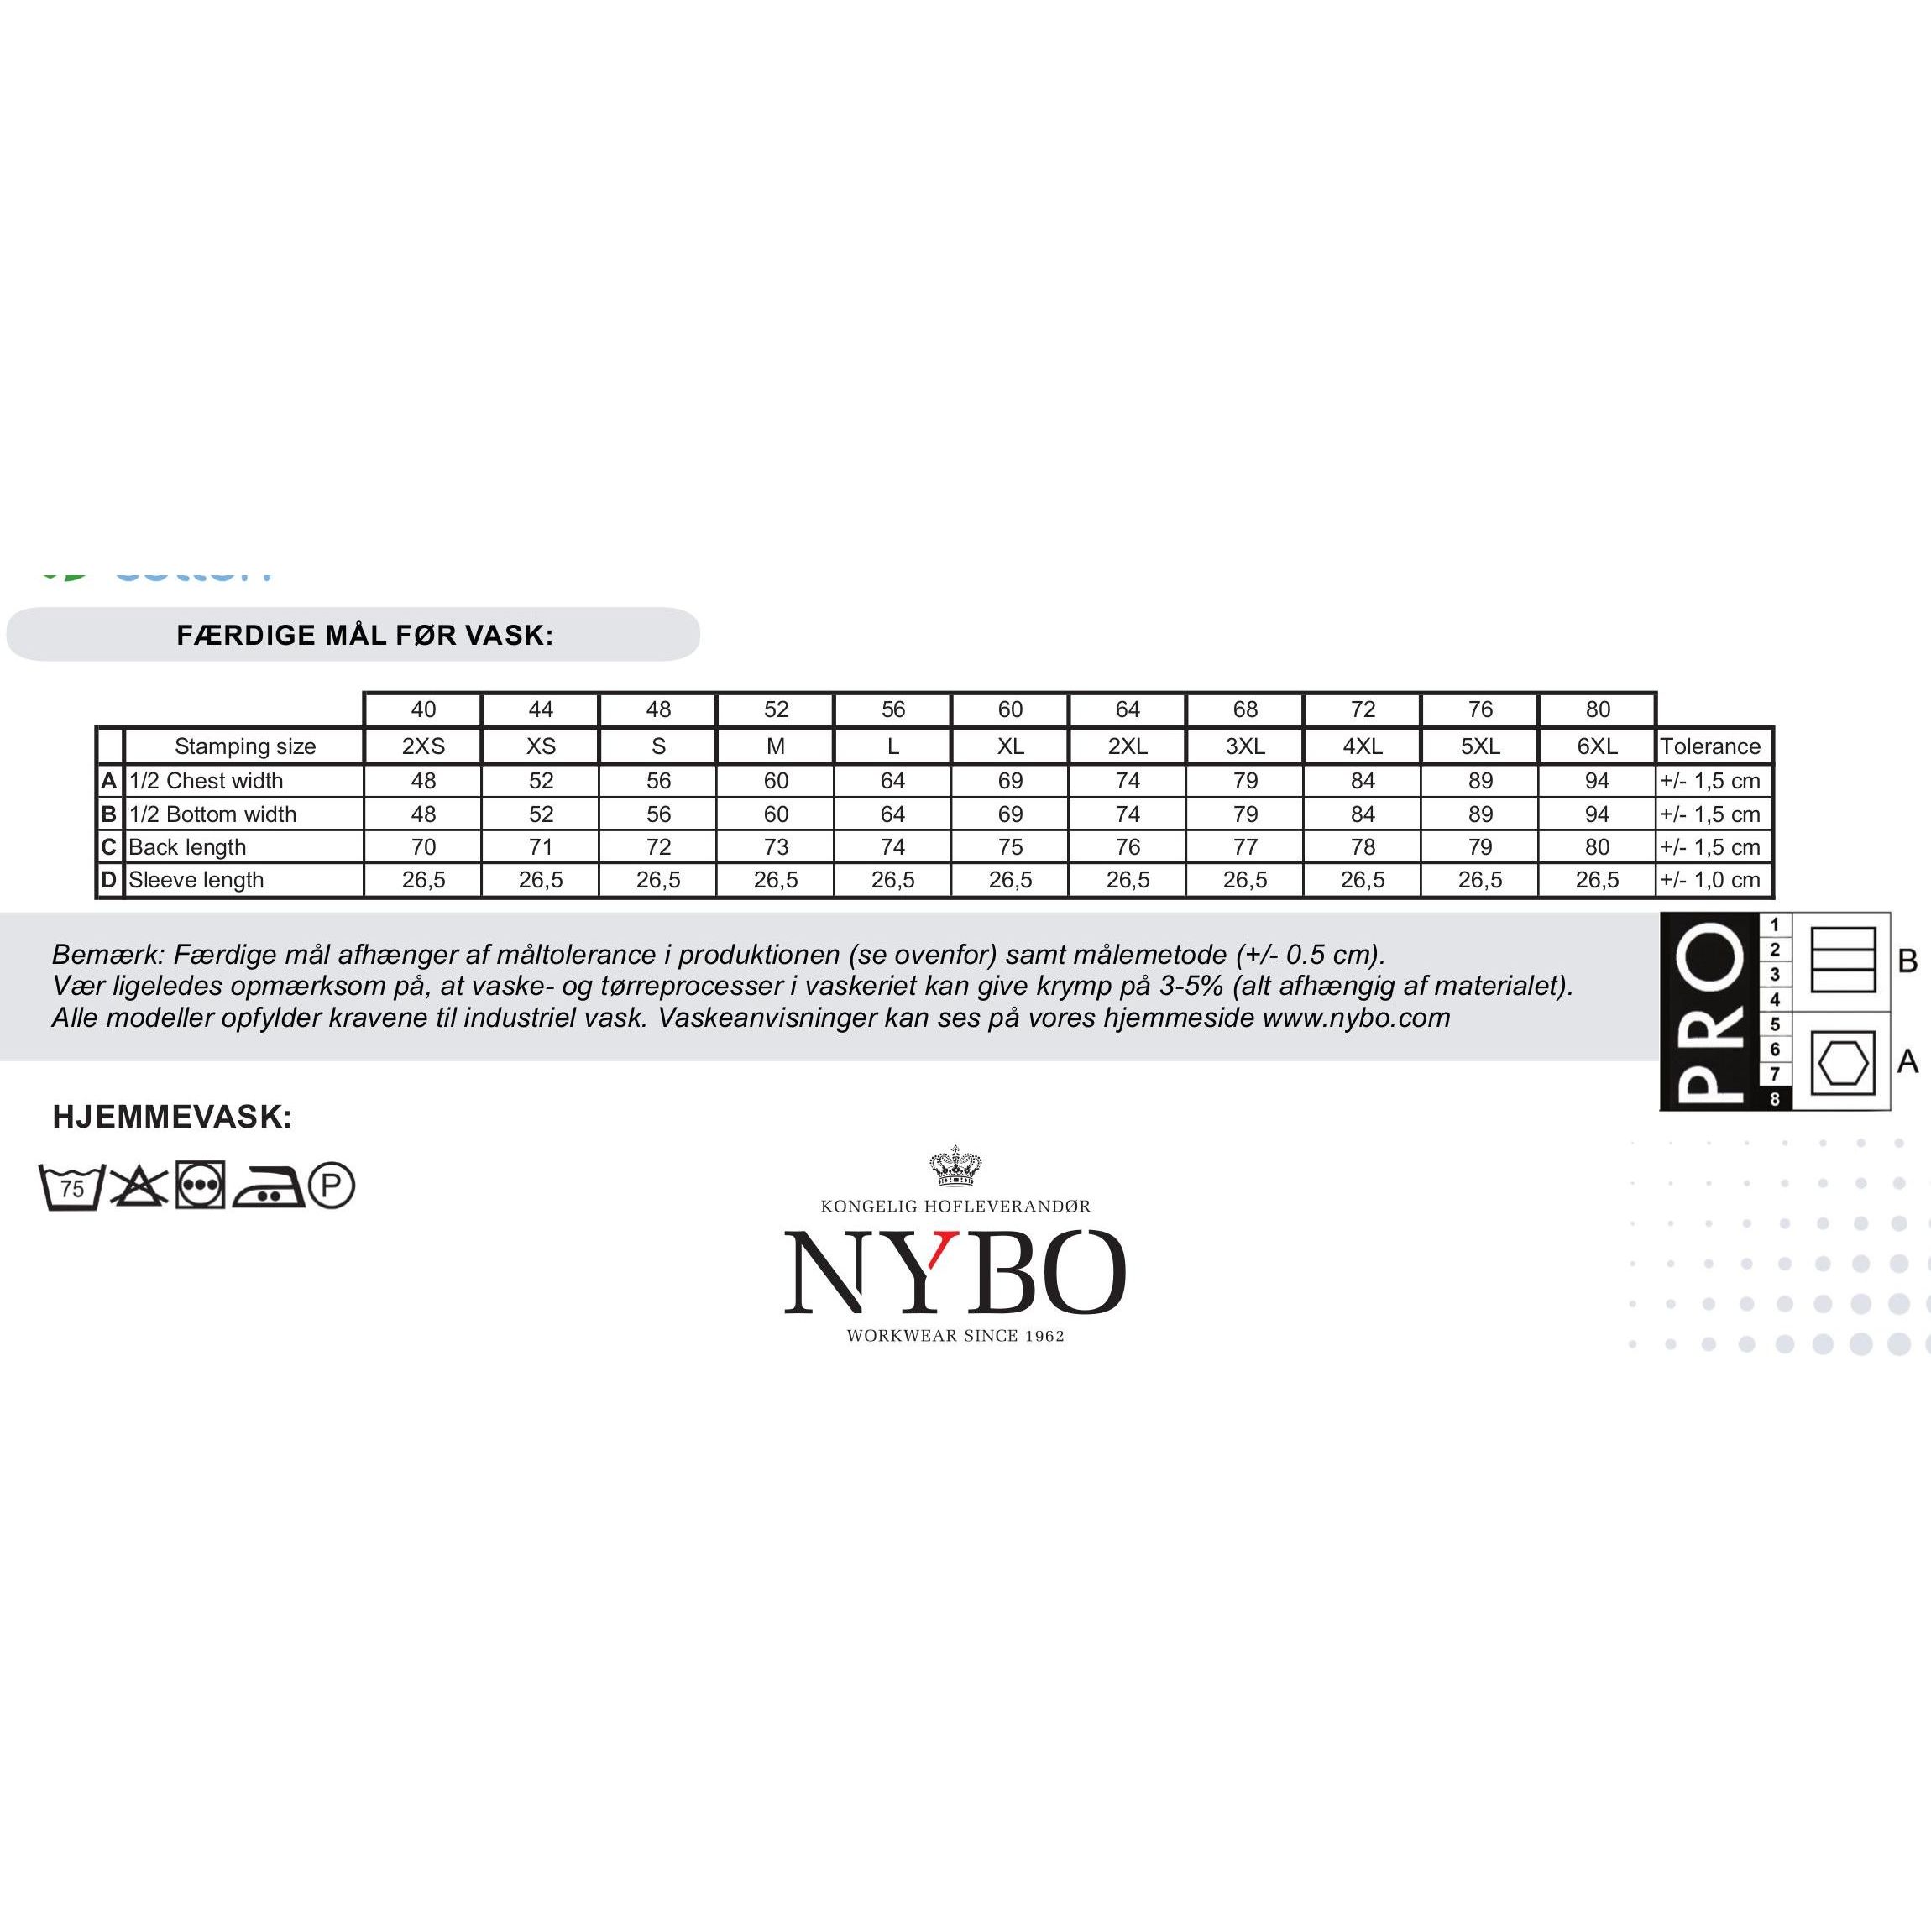 FÆRDIGE MÅL FØR VASK:
40 44 48 52 56 60 64 68 72 76 80
Stamping size 2XS XS S M L XL 2XL 3XL 4XL 5XL 6XL Tolerance
A 1/2 Chest width 48 52 56 60 64 69 74 79 84 89 94 +/- 1,5 cm
B 1/2 Bottom width 48 52 56 60 64 69 74 79 84 89 94 +/- 1,5 cm
C Back length 70 71 72 73 74 75 76 77 78 79 80 +/- 1,5 cm
D Sleeve length 26,5 26,5 26,5 26,5 26,5 26,5 26,5 26,5 26,5 26,5 26,5 +/- 1,0 cm
Bemærk: Færdige mål afhænger af måltolerance i produktionen (se ovenfor) samt målemetode (+/- 0.5 cm).
Vær ligeledes opmærksom på, at vaske- og tørreprocesser i vaskeriet kan give krymp på 3-5% (alt afhængig af materialet).
Alle modeller opfylder kravene til industriel vask. Vaskeanvisninger kan ses på vores hjemmeside www.nybo.com
PRO
1
2
3
4
5
6
7
8
B
A
HJEMMEVASK:
75
P
KONGELIG HOFLEVERANDØR
NYBO
WORKWEAR SINCE 1962